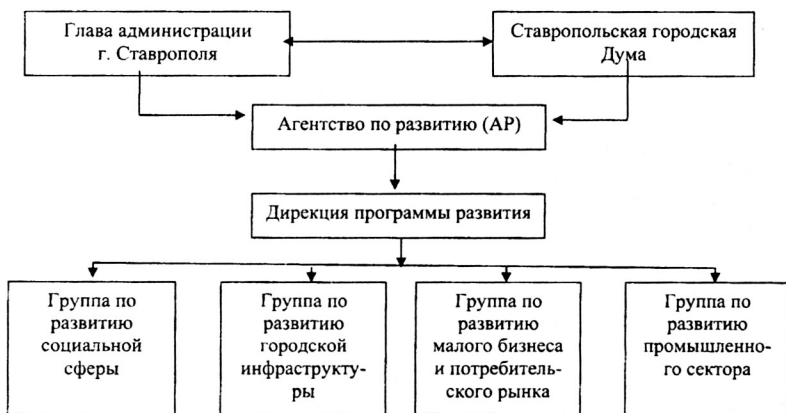 Глава администрации
г. Ставрополя
Ставропольская городская
Дума
Агентство по развитию (АР)
Дирекция программы развития
Группа по
развитию
социальной
сферы
Группа по
развитию
городской
инфраструкту-
ры
Группа по
развитию
малого бизнеса
и потребитель-
ского рынка
Группа по
развитию
промышленно-
го сектора